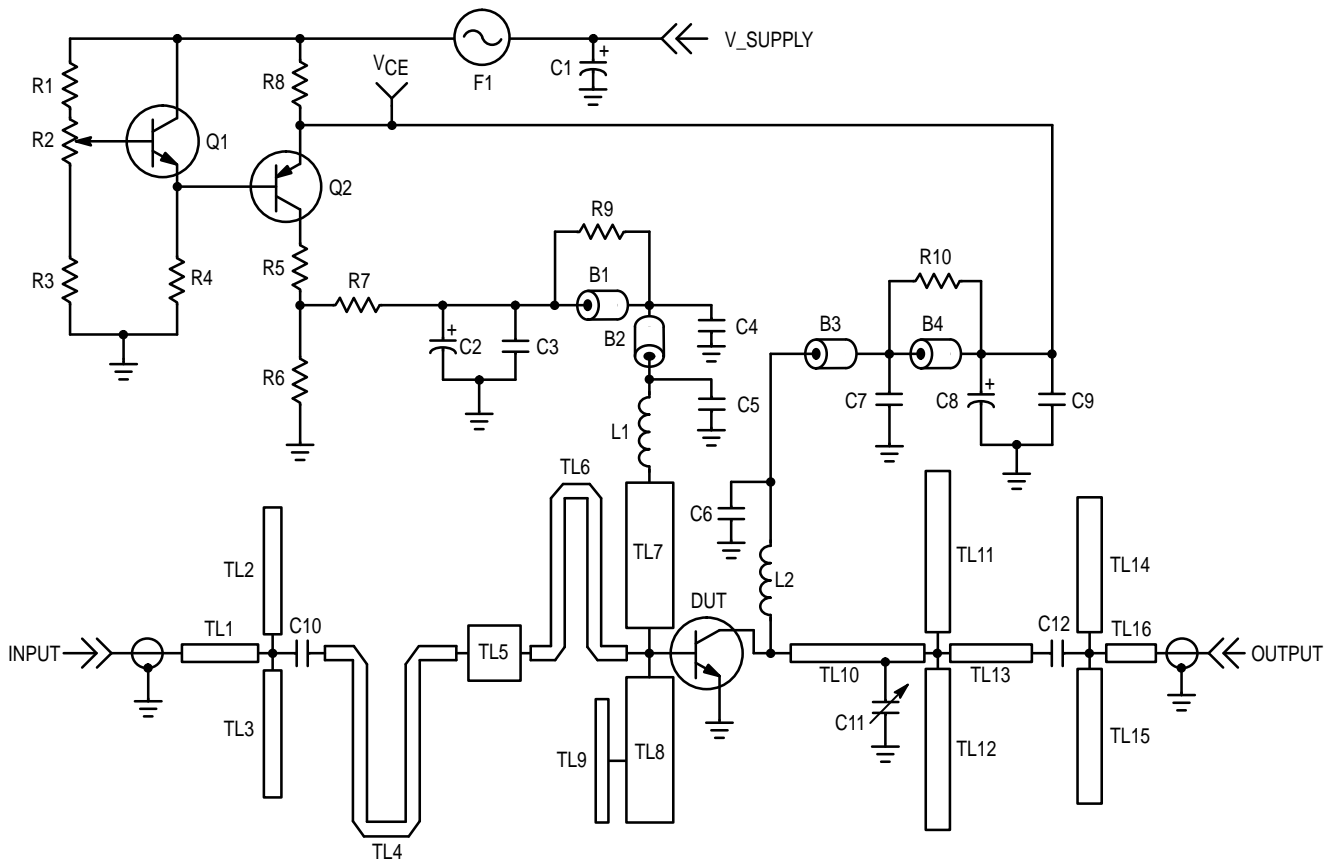 V_SUPPLY
VCE
+
C1
F1
R1
R8
R2
Q1
Q2
R9
R10
R3
R4
R5
R7
B1
B3
B4
+
C2
C3
B2
C4
R6
C7
+
C8
C9
C5
L1
TL6
C6
TL7
TL11
TL14
TL2
L2
DUT
INPUT
TL1
C10
TL5
TL10
TL13
C12
TL16
OUTPUT
TL3
C11
TL9
TL8
TL12
TL15
TL4